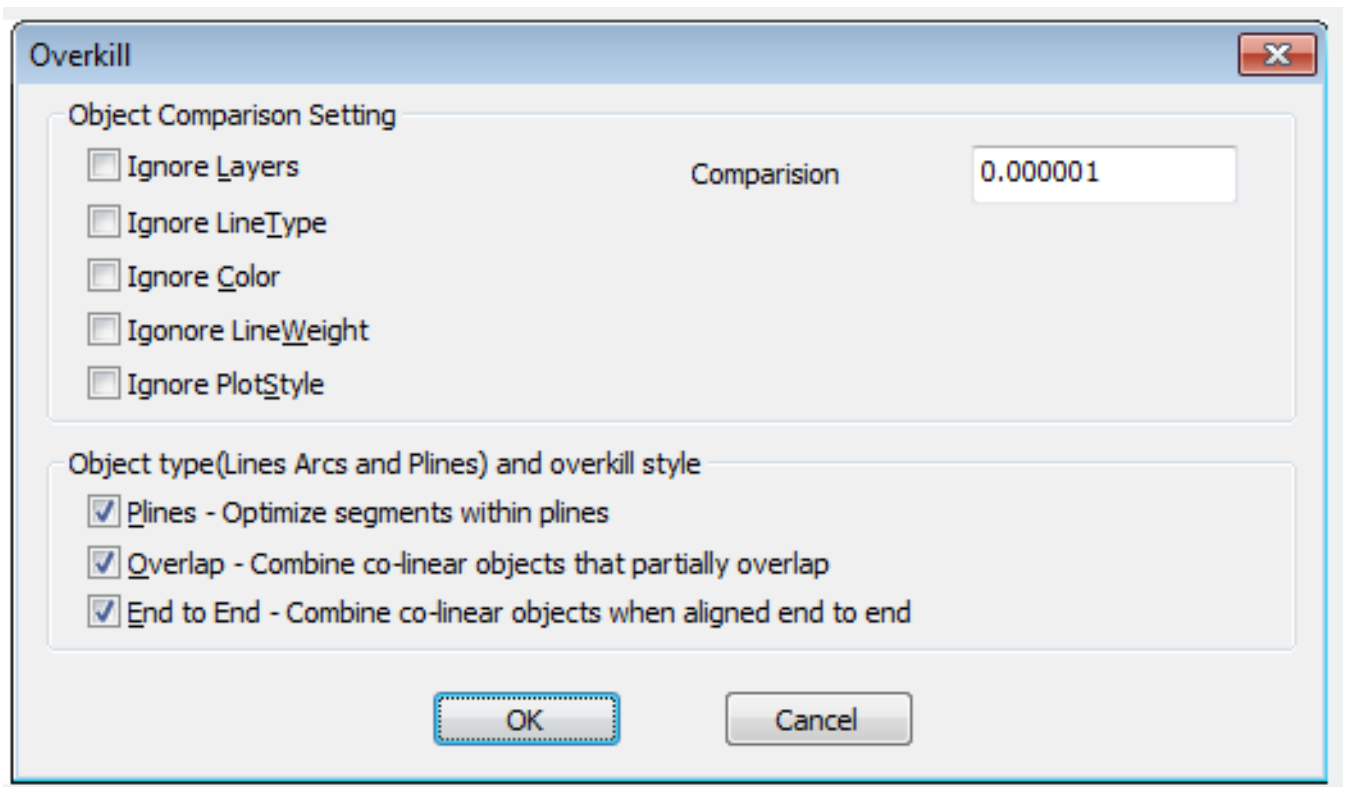 Overkill
Object Comparison Setting
Ignore Layers
Comparision 0.000001
Ignore LineType
Ignore Color
Igonore LineWeight
Ignore PlotStyle
Object type(Lines Arcs and Plines) and overkill style
Plines - Optimize segments within plines
Overlap - Combine co-linear objects that partially overlap
End to End - Combine co-linear objects when aligned end to end
OK Cancel